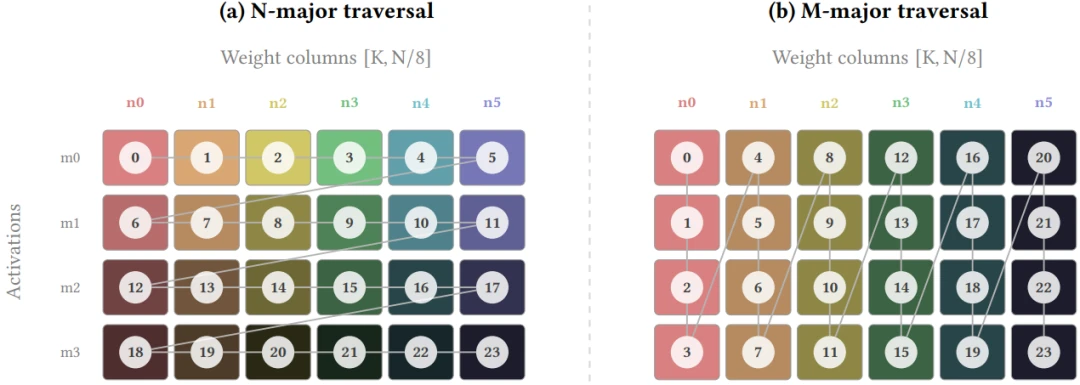 (a) N-major traversal
Weight columns [K, N/8]
n0 n1 n2 n3 n4 n5
m0 0 1 2 3 4 5
m1 6 7 8 9 10 11
m2 12 13 14 15 16 17
m3 18 19 20 21 22 23
Activations
(b) M-major traversal
Weight columns [K, N/8]
n0 n1 n2 n3 n4 n5
0 4 8 12 16 20
1 5 9 13 17 21
2 6 10 14 18 22
3 7 11 15 19 23